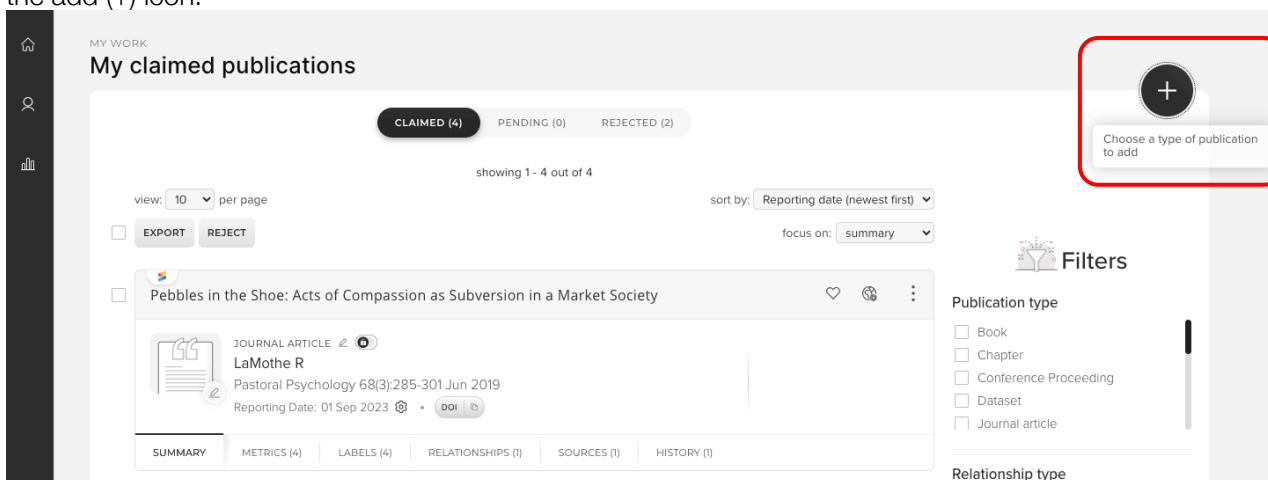 the add (+) icon.
MY WORK
My claimed publications
Choose a type of publication
to add
CLAIMED (4) PENDING (0) REJECTED (2)
showing 1 - 4 out of 4
view: 10 per page
sort by: Reporting date (newest first)
EXPORT REJECT
focus on: summary
Pebbles in the Shoe: Acts of Compassion as Subversion in a Market Society
JOURNAL ARTICLE
LaMothe R
Pastoral Psychology 68(3):285-301 Jun 2019
Reporting Date: 01 Sep 2023 • DOI
SUMMARY METRICS (4) LABELS (4) RELATIONSHIPS (1) SOURCES (1) HISTORY (1)
Filters
Publication type
Book
Chapter
Conference Proceeding
Dataset
Journal article
Relationship type